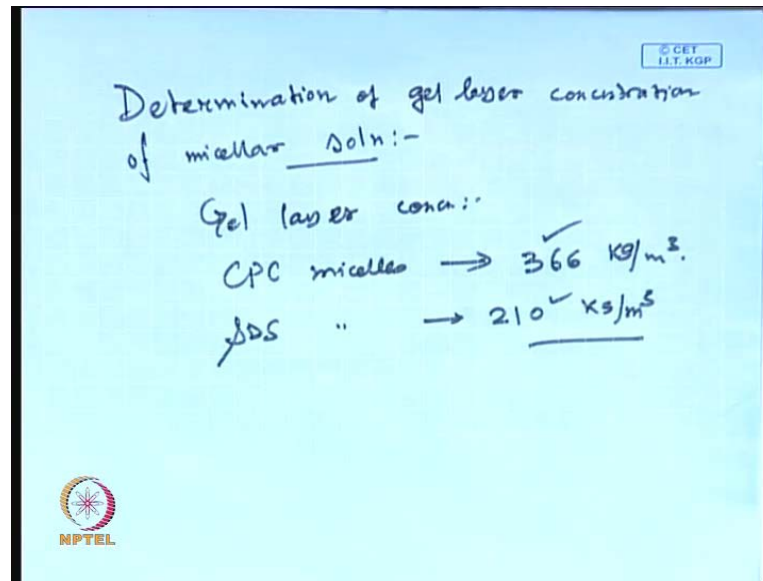 © CET
I.I.T. KGP
Determination of gel layer concentration
of micellar soln:-
Gel layer concn:-
CPC micelles → 366 kg/m³.
SDS " → 210 kg/m³
NPTEL